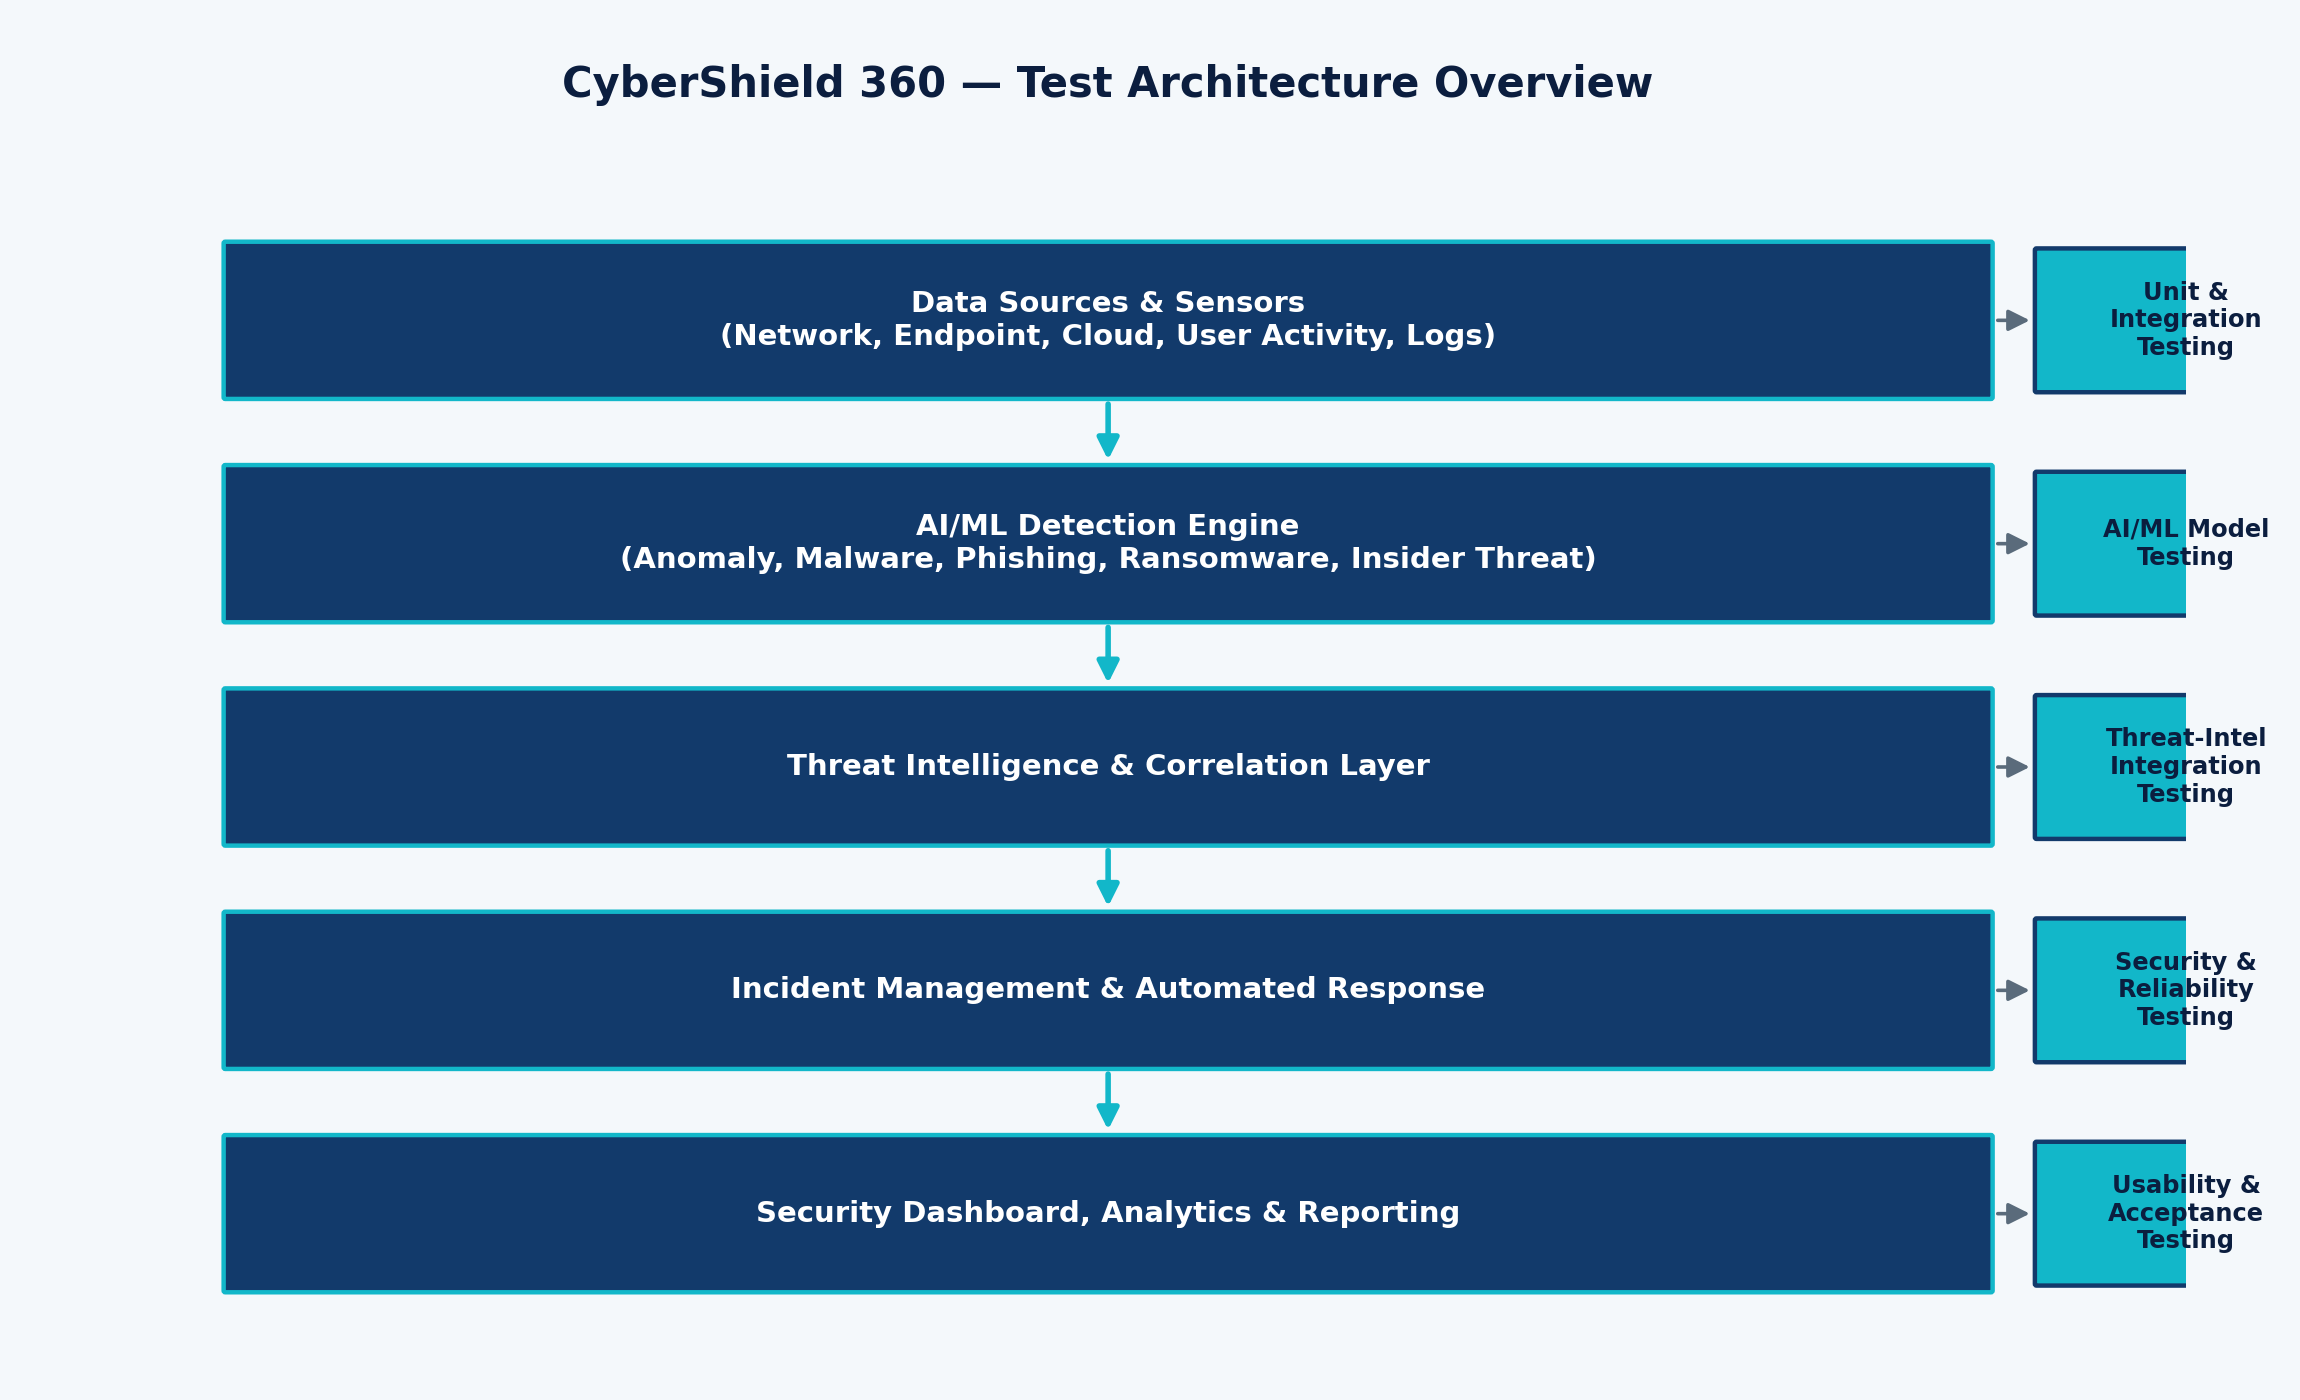 CyberShield 360 — Test Architecture Overview
Data Sources & Sensors
(Network, Endpoint, Cloud, User Activity, Logs)
Unit &
Integration
Testing
AI/ML Detection Engine
(Anomaly, Malware, Phishing, Ransomware, Insider Threat)
AI/ML Model
Testing
Threat Intelligence & Correlation Layer
Threat-Intel
Integration
Testing
Incident Management & Automated Response
Security &
Reliability
Testing
Security Dashboard, Analytics & Reporting
Usability &
Acceptance
Testing